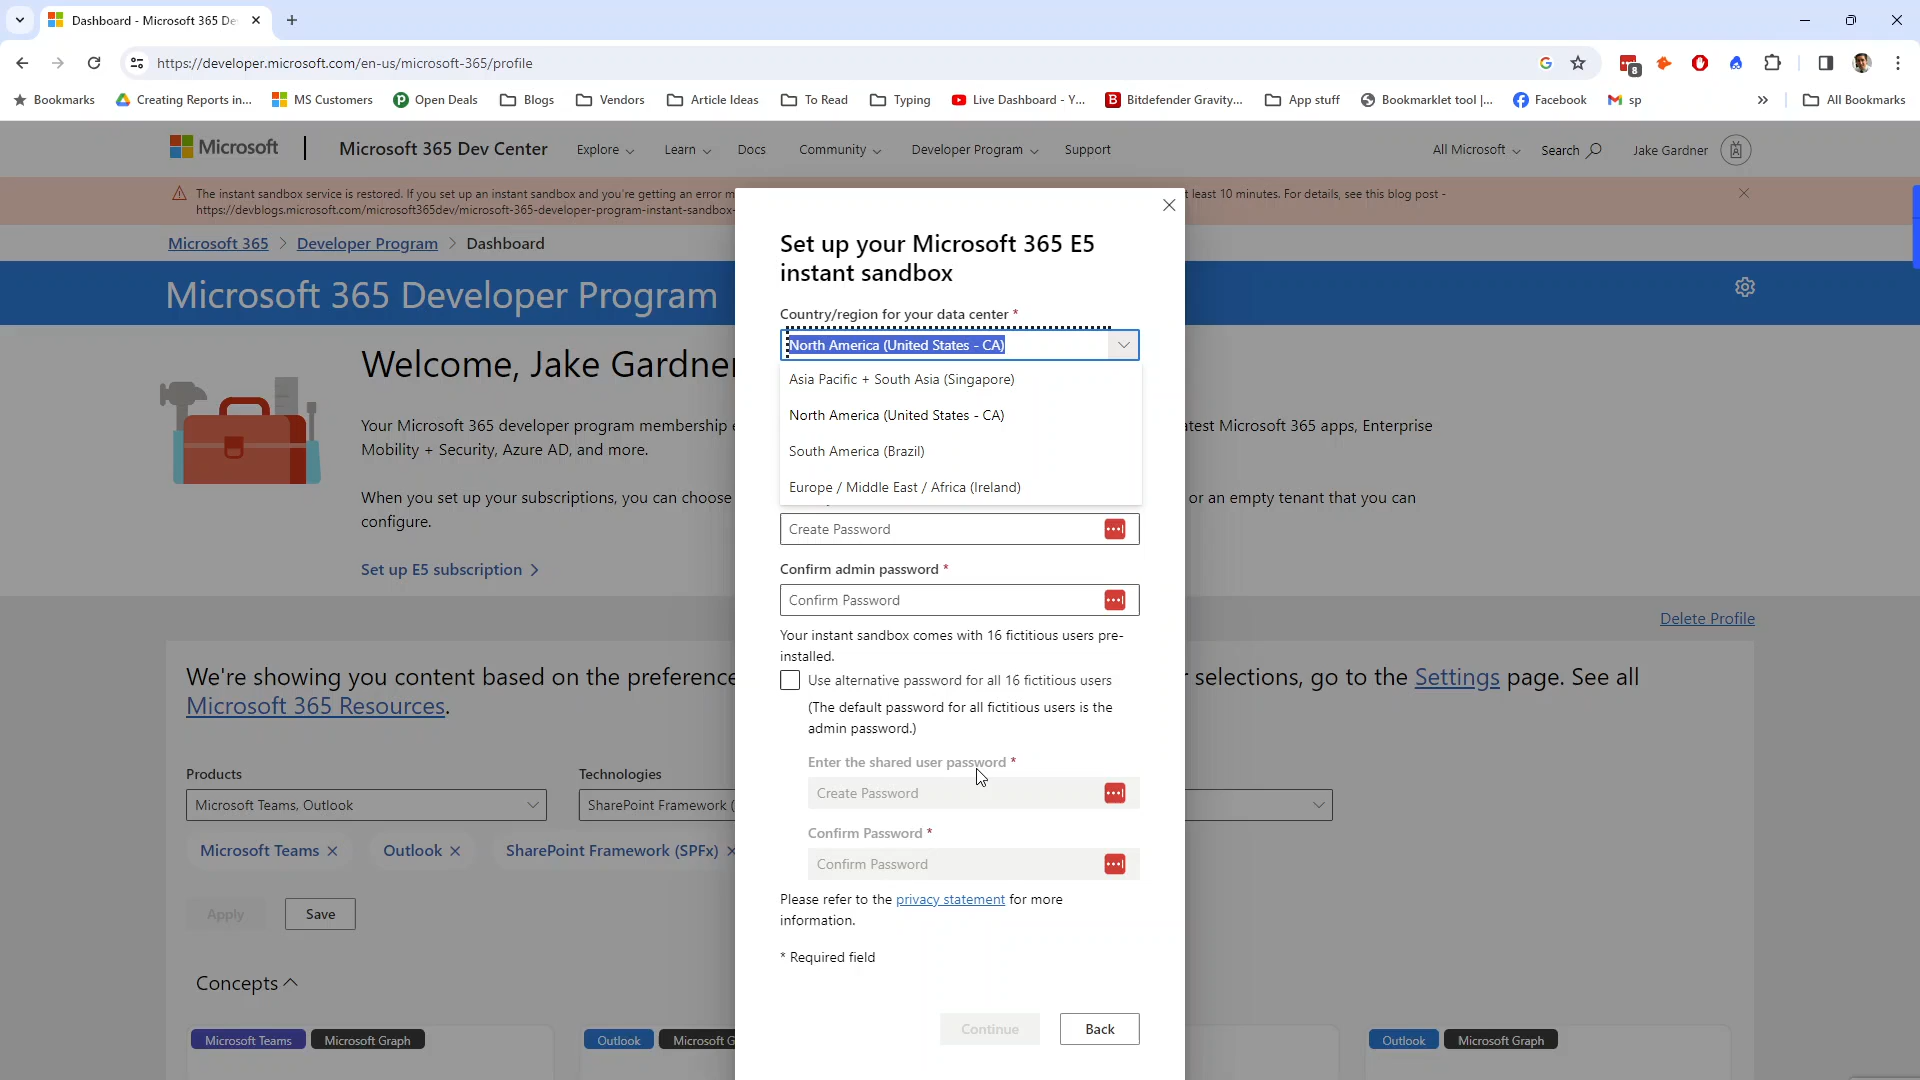 Dashboard - Microsoft 365 De
https://developer.microsoft.com/en-us/microsoft-365/profile
8
Bookmarks
Creating Reports in...
MS Customers
Open Deals
Blogs
Vendors
Article Ideas
To Read
Typing
Live Dashboard - Y...
Bitdefender Gravity...
App stuff
Bookmarklet tool |...
Facebook
sp
All Bookmarks
Microsoft
Microsoft 365 Dev Center
Explore
Learn
Docs
Community
Developer Program
Support
All Microsoft
Search
Jake Gardner
The instant sandbox service is restored. If you set up an instant sandbox and you're getting an error m
least 10 minutes. For details, see this blog post -
https://devblogs.microsoft.com/microsoft365dev/microsoft-365-developer-program-instant-sandbox-
Microsoft 365 > Developer Program > Dashboard
Microsoft 365 Developer Program
Welcome, Jake Gardner
Your Microsoft 365 developer program membership
test Microsoft 365 apps, Enterprise
Mobility + Security, Azure AD, and more.
When you set up your subscriptions, you can choose
or an empty tenant that you can
configure.
Set up E5 subscription >
Delete Profile
We're showing you content based on the preference
selections, go to the Settings page. See all
Microsoft 365 Resources.
Products
Technologies
Microsoft Teams, Outlook
SharePoint Framework (
Microsoft Teams
Outlook
SharePoint Framework (SPFx)
Apply
Save
Concepts
Microsoft Teams
Microsoft Graph
Outlook
Microsoft G
Outlook
Microsoft Graph
Set up your Microsoft 365 E5
instant sandbox
Country/region for your data center *
North America (United States - CA)
Asia Pacific + South Asia (Singapore)
North America (United States - CA)
South America (Brazil)
Europe / Middle East / Africa (Ireland)
Create Password
Confirm admin password *
Confirm Password
Your instant sandbox comes with 16 fictitious users pre-
installed.
Use alternative password for all 16 fictitious users
(The default password for all fictitious users is the
admin password.)
Enter the shared user password *
Create Password
Confirm Password *
Confirm Password
Please refer to the privacy statement for more
information.
* Required field
Continue
Back